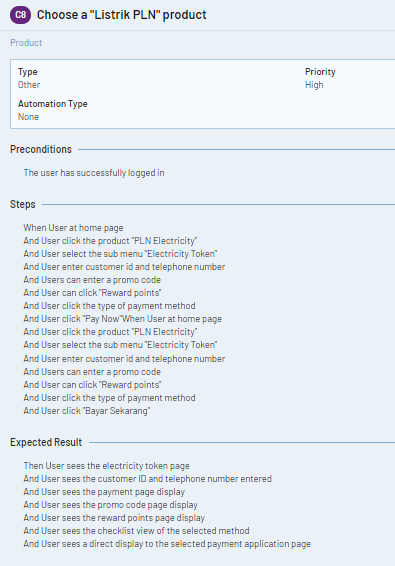 C8 Choose a "Listrik PLN" product
Product
Type
Priority
Other
High
Automation Type
None
Preconditions
The user has successfully logged in
Steps
When User at home page
And User click the product "PLN Electricity"
And User select the sub menu "Electricity Token"
And User enter customer id and telephone number
And Users can enter a promo code
And User can click "Reward points"
And User click the type of payment method
And User click "Pay Now"When User at home page
And User click the product "PLN Electricity"
And User select the sub menu "Electricity Token"
And User enter customer id and telephone number
And Users can enter a promo code
And User can click "Reward points"
And User click the type of payment method
And User click "Bayar Sekarang"
Expected Result
Then User sees the electricity token page
And User sees the customer ID and telephone number entered
And User sees the payment page display
And User sees the promo code page display
And User sees the reward points page display
And User sees the checklist view of the selected method
And User sees a direct display to the selected payment application page